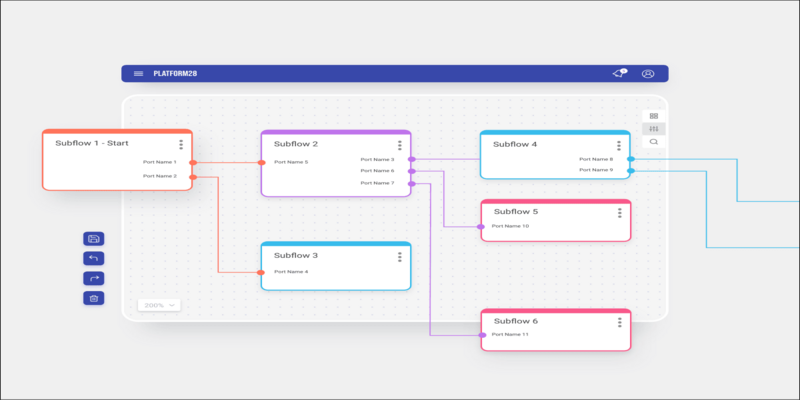 PLATFORM28
Subflow 1 - Start
Port Name 1
Port Name 2
Subflow 2
Port Name 5
Port Name 3
Port Name 6
Port Name 7
Subflow 3
Port Name 4
Subflow 4
Port Name 8
Port Name 9
Subflow 5
Port Name 10
Subflow 6
Port Name 11
200%